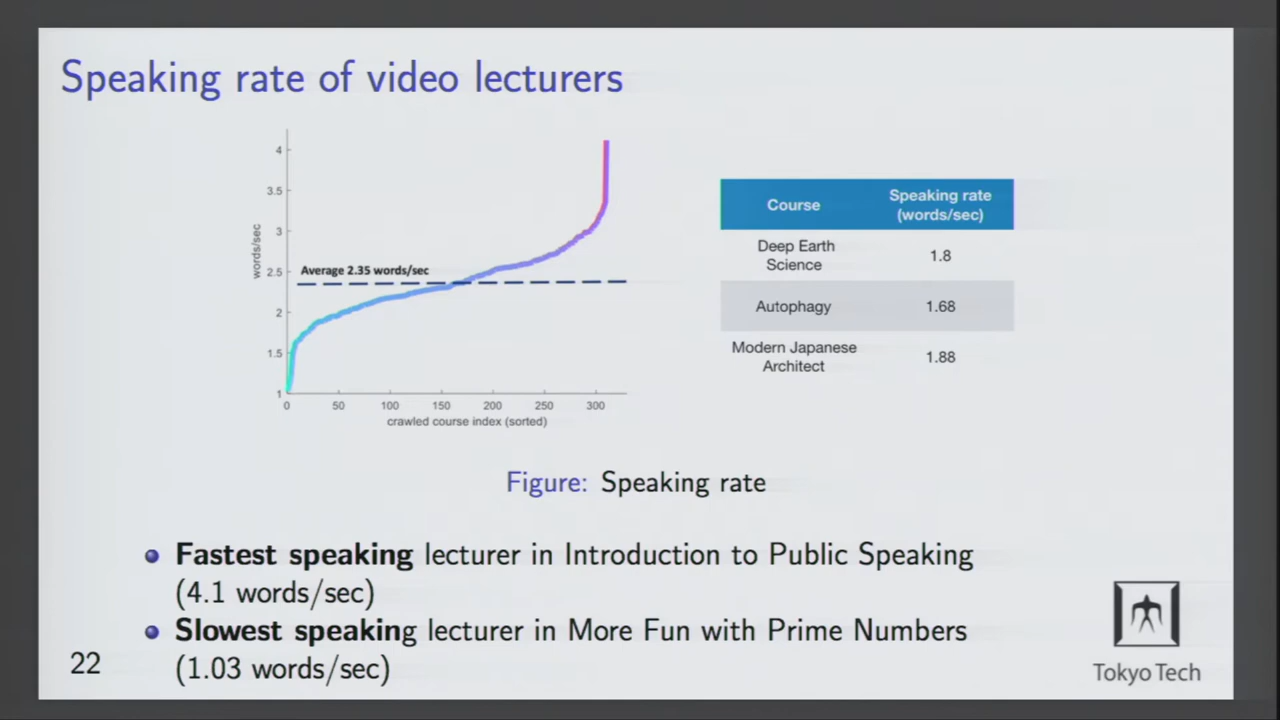 Speaking rate of video lecturers
4
3.5
3
2.5
2
1.5
1
words/sec
Average 2.35 words/sec
0 50 100 150 200 250 300
crawled course index (sorted)
Course Speaking rate
(words/sec)
Deep Earth
Science 1.8
Autophagy 1.68
Modern Japanese
Architect 1.88
Figure: Speaking rate
Fastest speaking lecturer in Introduction to Public Speaking
(4.1 words/sec)
Slowest speaking lecturer in More Fun with Prime Numbers
(1.03 words/sec)
22
Tokyo Tech